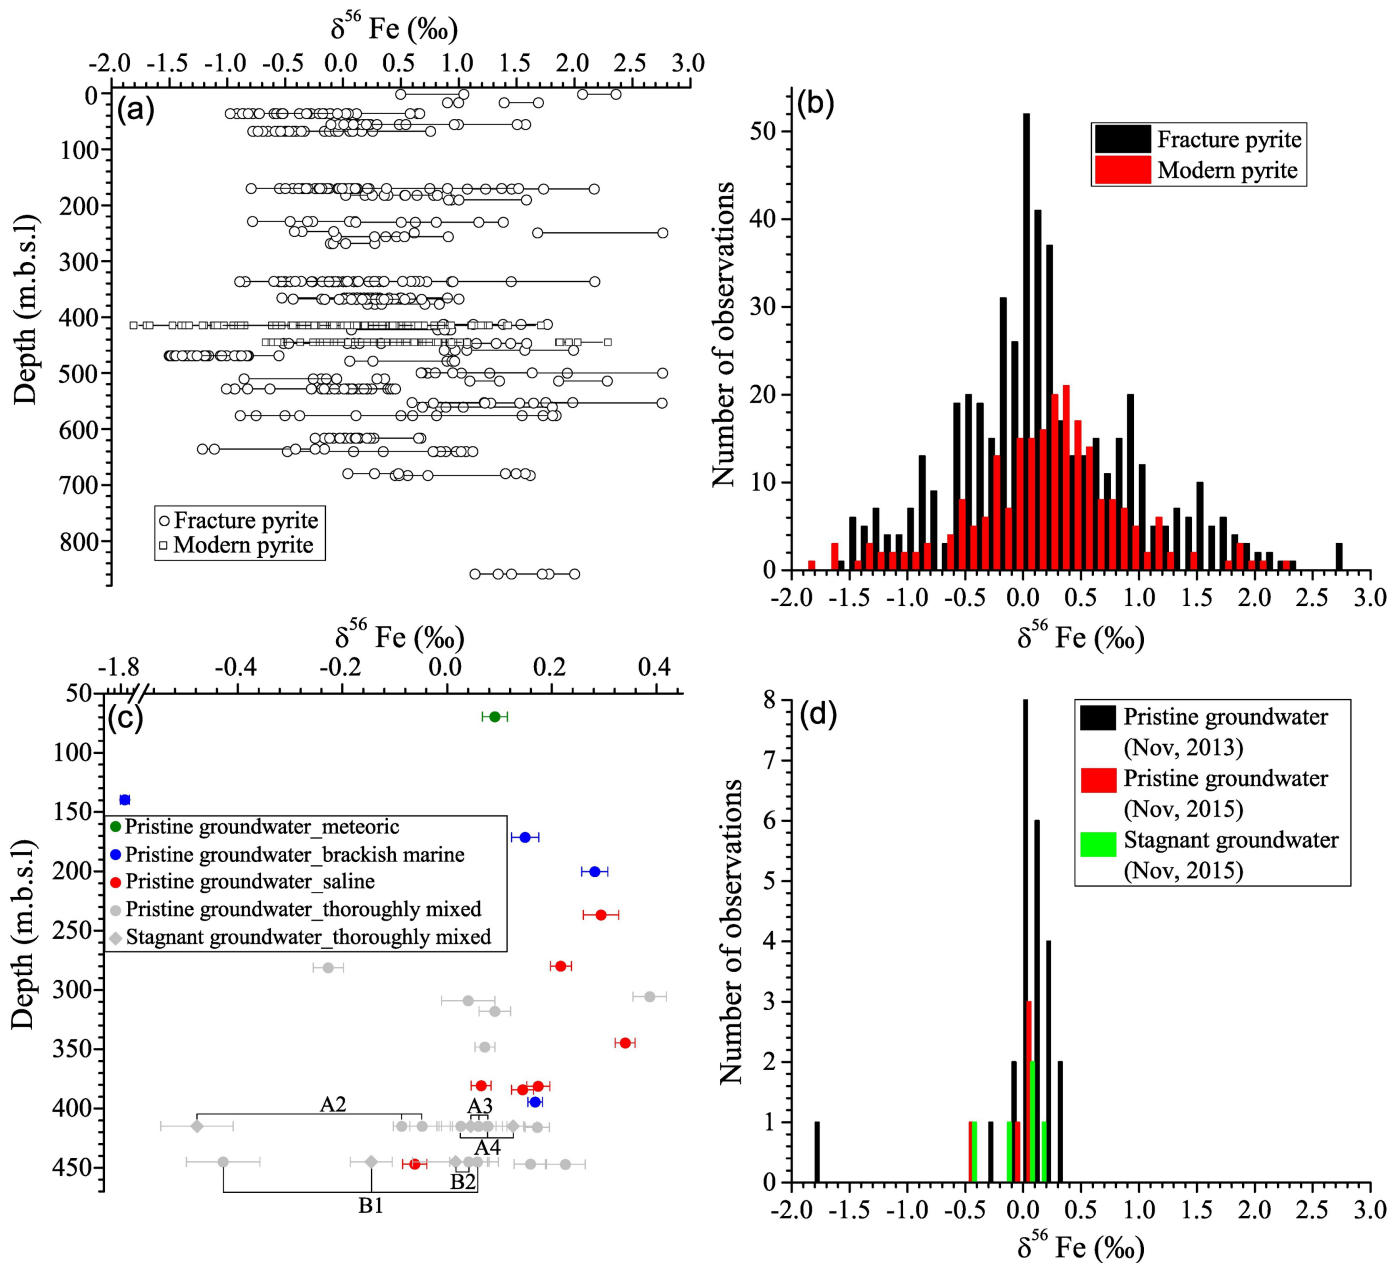 δ⁵⁶ Fe (‰)
-2.0 -1.5 -1.0 -0.5 0.0 0.5 1.0 1.5 2.0 2.5 3.0
(a)
0
100
200
300
400
500
600
700
800
Depth (m.b.s.l)
Fracture pyrite
Modern pyrite
(b)
50
40
30
20
10
0
Number of observations
Fracture pyrite
Modern pyrite
-2.0 -1.5 -1.0 -0.5 0.0 0.5 1.0 1.5 2.0 2.5 3.0
δ⁵⁶ Fe (‰)
δ⁵⁶ Fe (‰)
-1.8 -0.4 -0.2 0.0 0.2 0.4
(c)
50
100
150
200
250
300
350
400
450
Depth (m.b.s.l)
Pristine groundwater_meteoric
Pristine groundwater_brackish marine
Pristine groundwater_saline
Pristine groundwater_thoroughly mixed
Stagnant groundwater_thoroughly mixed
A2
A3
A4
B2
B1
(d)
8
7
6
5
4
3
2
1
0
Number of observations
Pristine groundwater
(Nov, 2013)
Pristine groundwater
(Nov, 2015)
Stagnant groundwater
(Nov, 2015)
-2.0 -1.5 -1.0 -0.5 0.0 0.5 1.0 1.5 2.0 2.5 3.0
δ⁵⁶ Fe (‰)